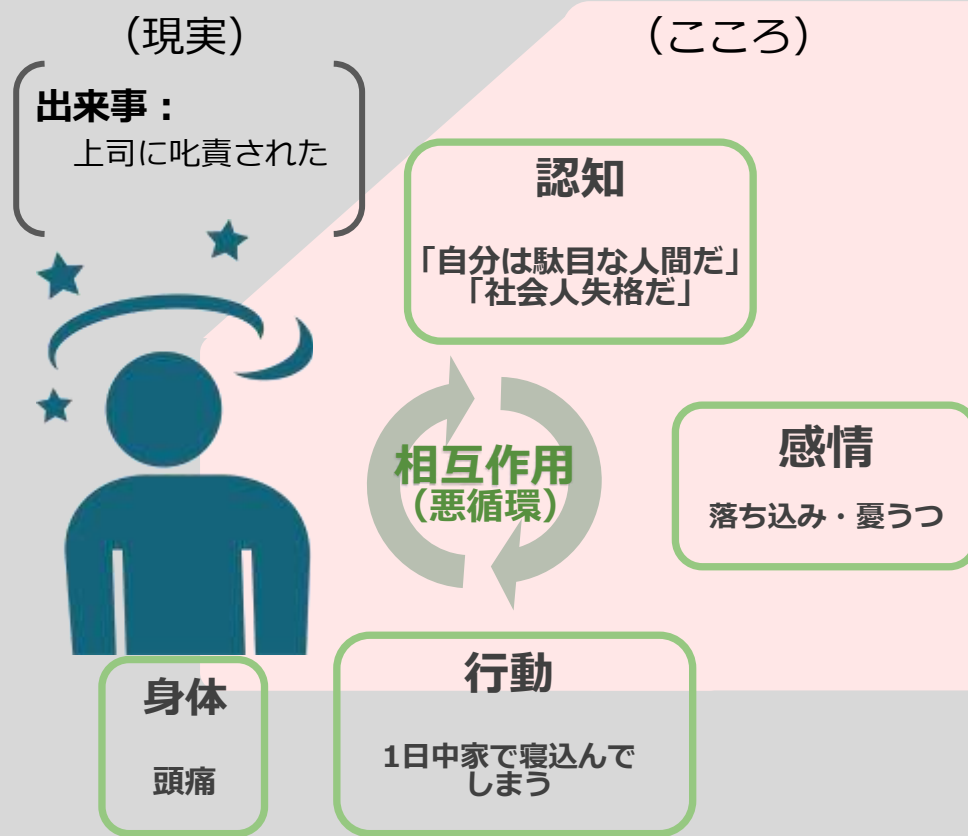 （現実）
（こころ）
出来事：
上司に叱責された
認知
「自分は駄目な人間だ」
「社会人失格だ」
相互作用
（悪循環）
感情
落ち込み・憂うつ
身体
頭痛
行動
1日中家で寝込んで
しまう